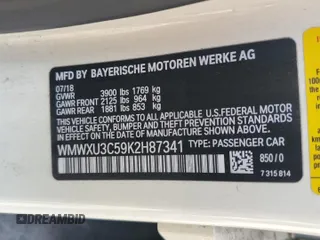 MFD BY BAYERISCHE MOTOREN WERKE AG
07/18
GVWR 3900 lbs 1769 kg
GAWR FRONT 2125 lbs 964 kg
GAWR REAR 1881 lbs 853 kg
THIS VEHICLE CONFORMS TO ALL APPLICABLE U.S. FEDERAL MOTOR
VEHICLE SAFETY, BUMPER, AND THEFT PREVENTION STANDARDS IN
EFFECT ON THE DATE OF MANUFACTURE SHOWN ABOVE.
WMWXU3C59K2H87341 TYPE: PASSENGER CAR
850/0
7 315 814
DREAMBID